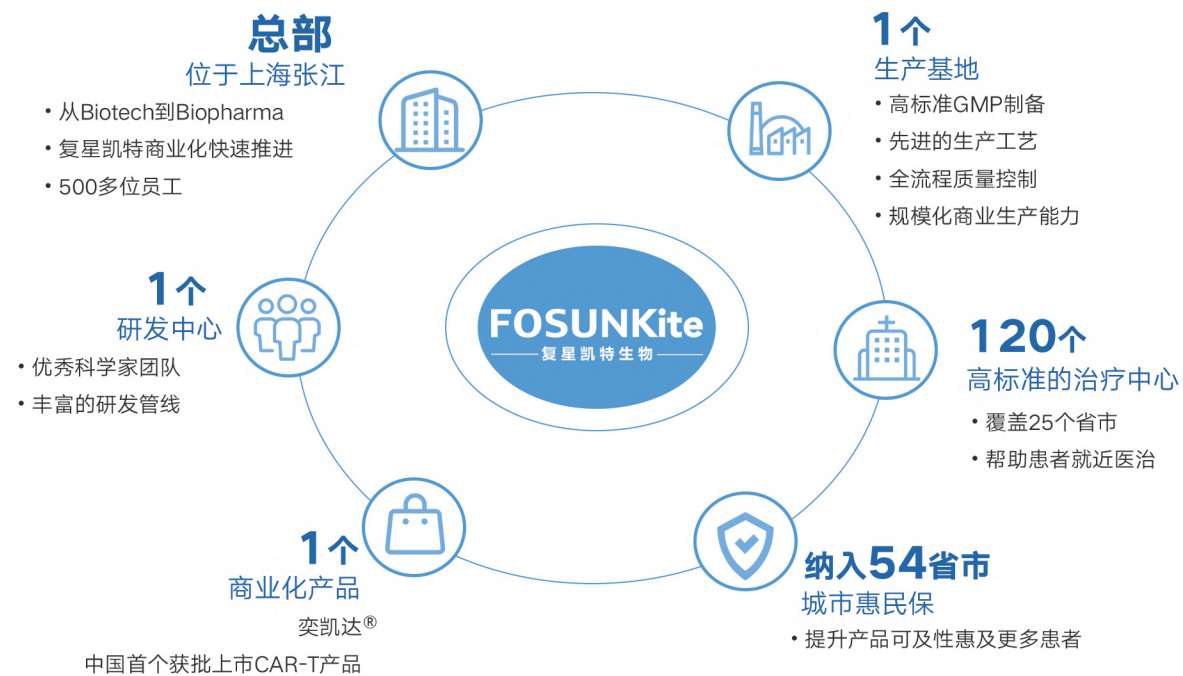 总部
位于上海张江
• 从Biotech到Biopharma
• 复星凯特商业化快速推进
• 500多位员工
1个
生产基地
• 高标准GMP制备
• 先进的生产工艺
• 全流程质量控制
• 规模化商业生产能力
1个
研发中心
• 优秀科学家团队
• 丰富的研发管线
FOSUNKite
复星凯特生物
120个
高标准的治疗中心
• 覆盖25个省市
• 帮助患者就近医治
1个
商业化产品
奕凯达®
中国首个获批上市CAR-T产品
纳入54省市
城市惠民保
• 提升产品可及性惠及更多患者